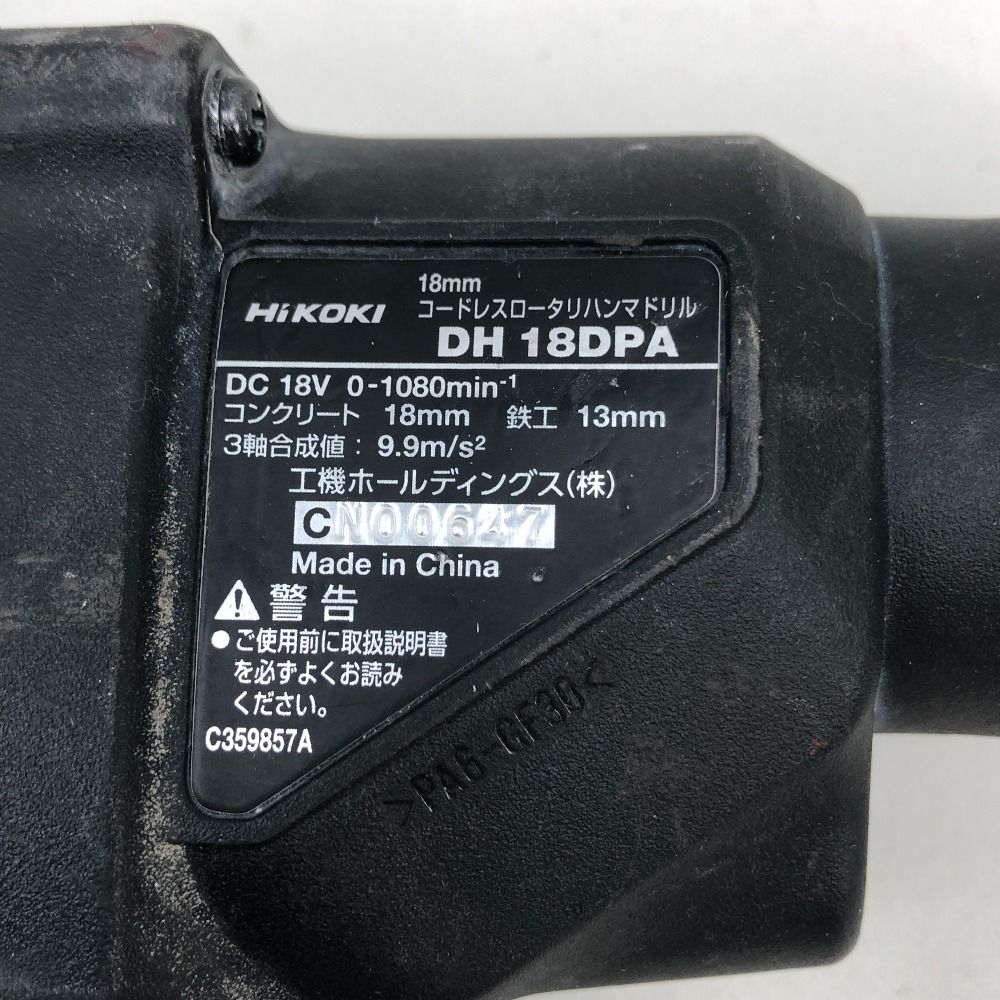 18mm
HiKOKI コードレスロータリハンマドリル
DH 18DPA
DC 18V 0-1080min⁻¹
コンクリート 18mm 鉄工 13mm
3軸合成値: 9.9m/s²
工機ホールディングス(株)
CN00647
Made in China
警告
●ご使用前に取扱説明書
を必ずよくお読み
ください。
C359857A
>PA6-GF30<